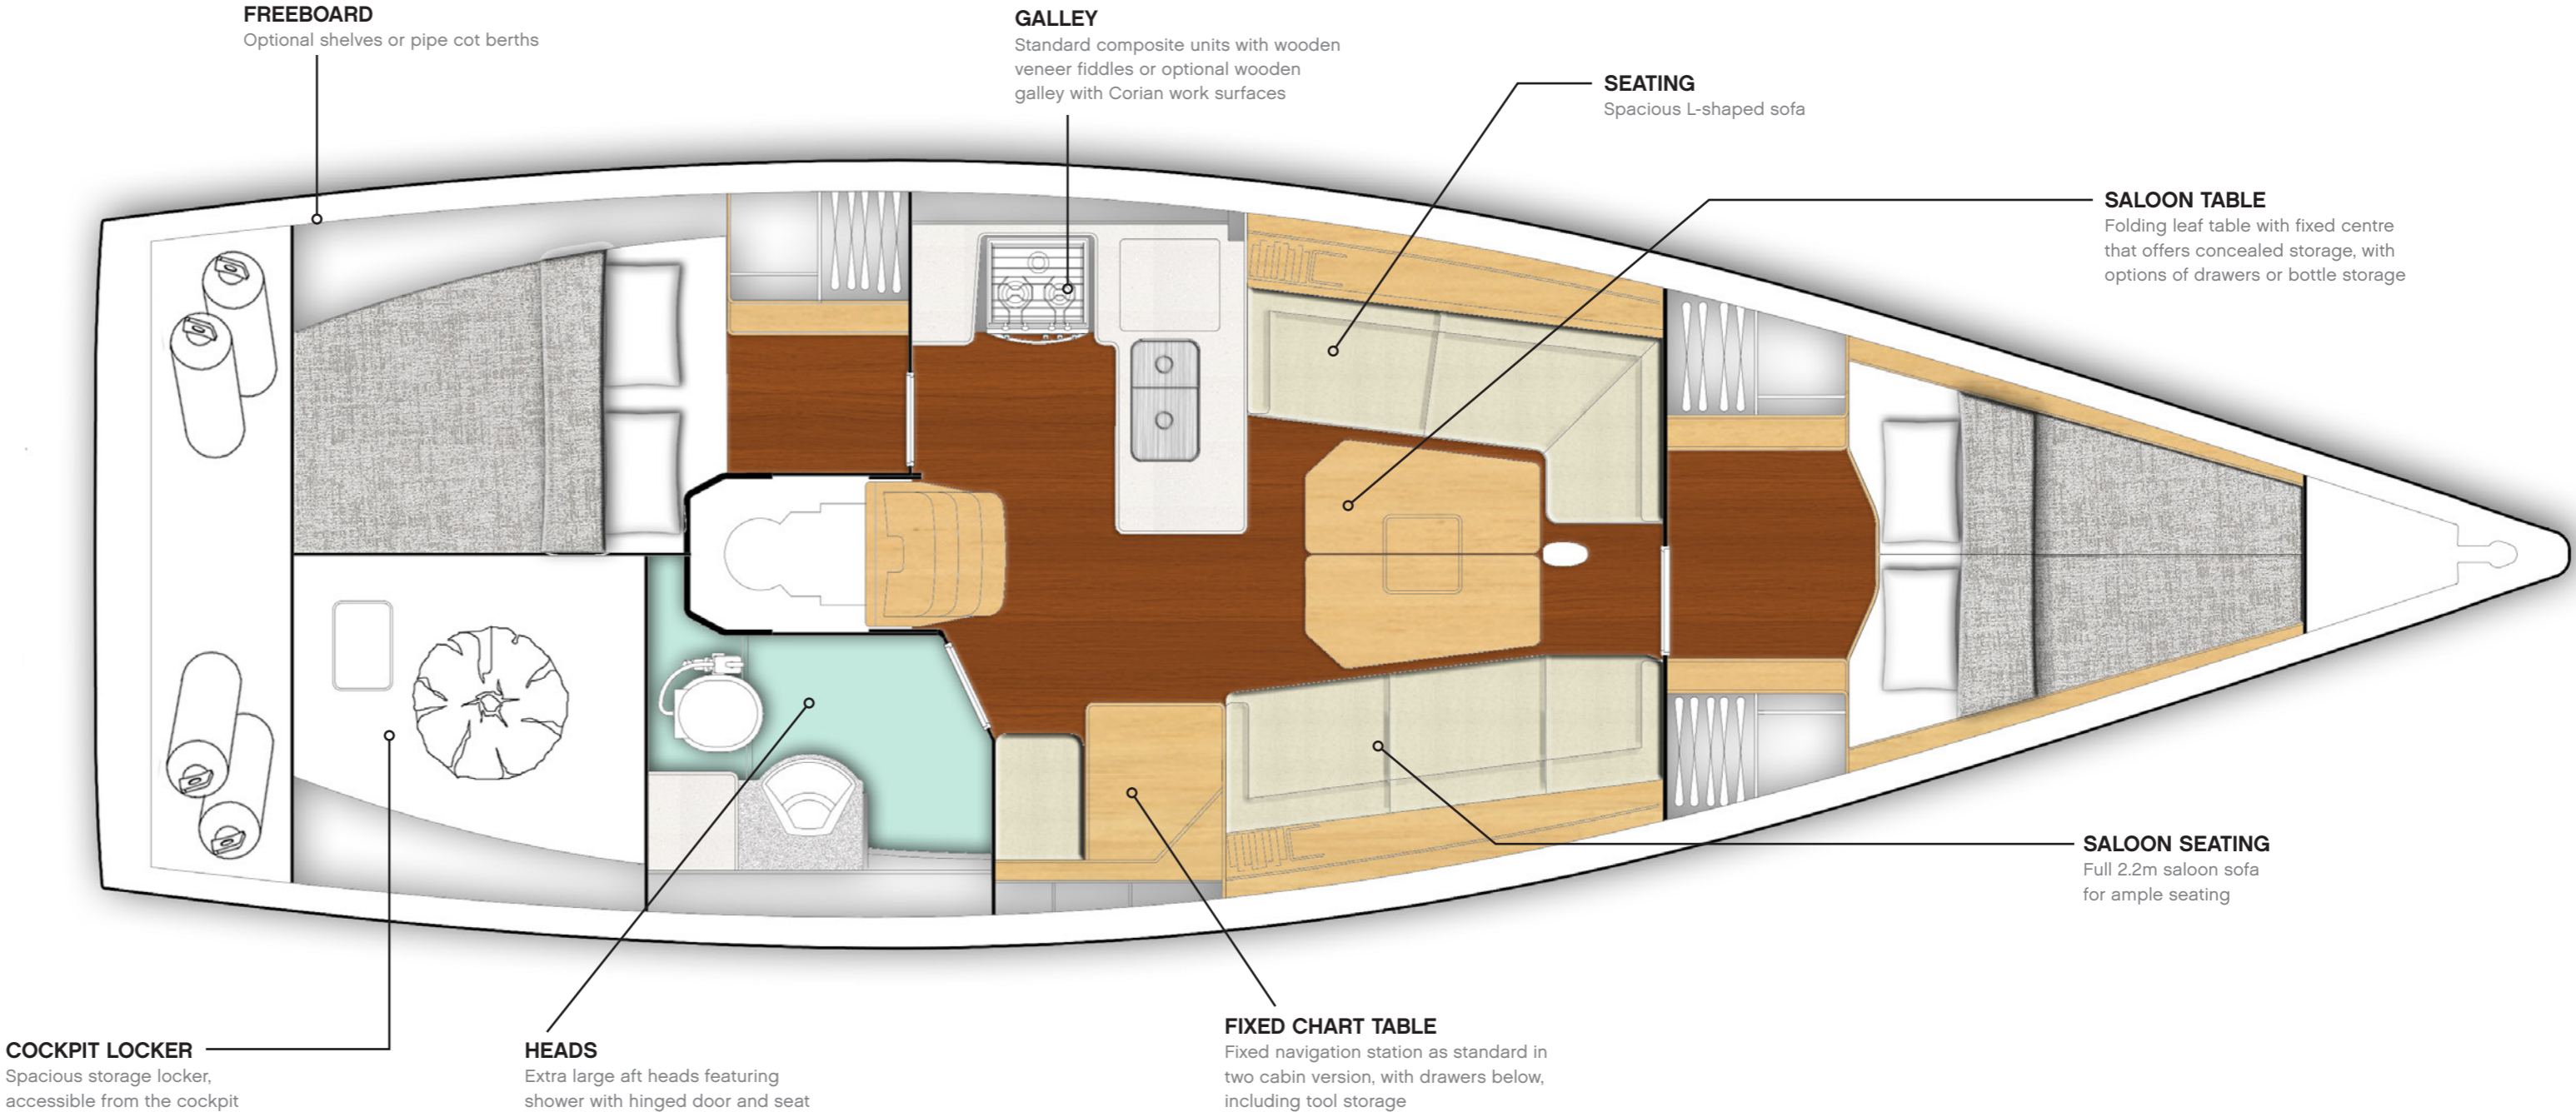 FREEBOARD
Optional shelves or pipe cot berths
GALLEY
Standard composite units with wooden
veneer fiddles or optional wooden
galley with Corian work surfaces
SEATING
Spacious L-shaped sofa
SALOON TABLE
Folding leaf table with fixed centre
that offers concealed storage, with
options of drawers or bottle storage
SALOON SEATING
Full 2.2m saloon sofa
for ample seating
COCKPIT LOCKER
Spacious storage locker,
accessible from the cockpit
HEADS
Extra large aft heads featuring
shower with hinged door and seat
FIXED CHART TABLE
Fixed navigation station as standard in
two cabin version, with drawers below,
including tool storage